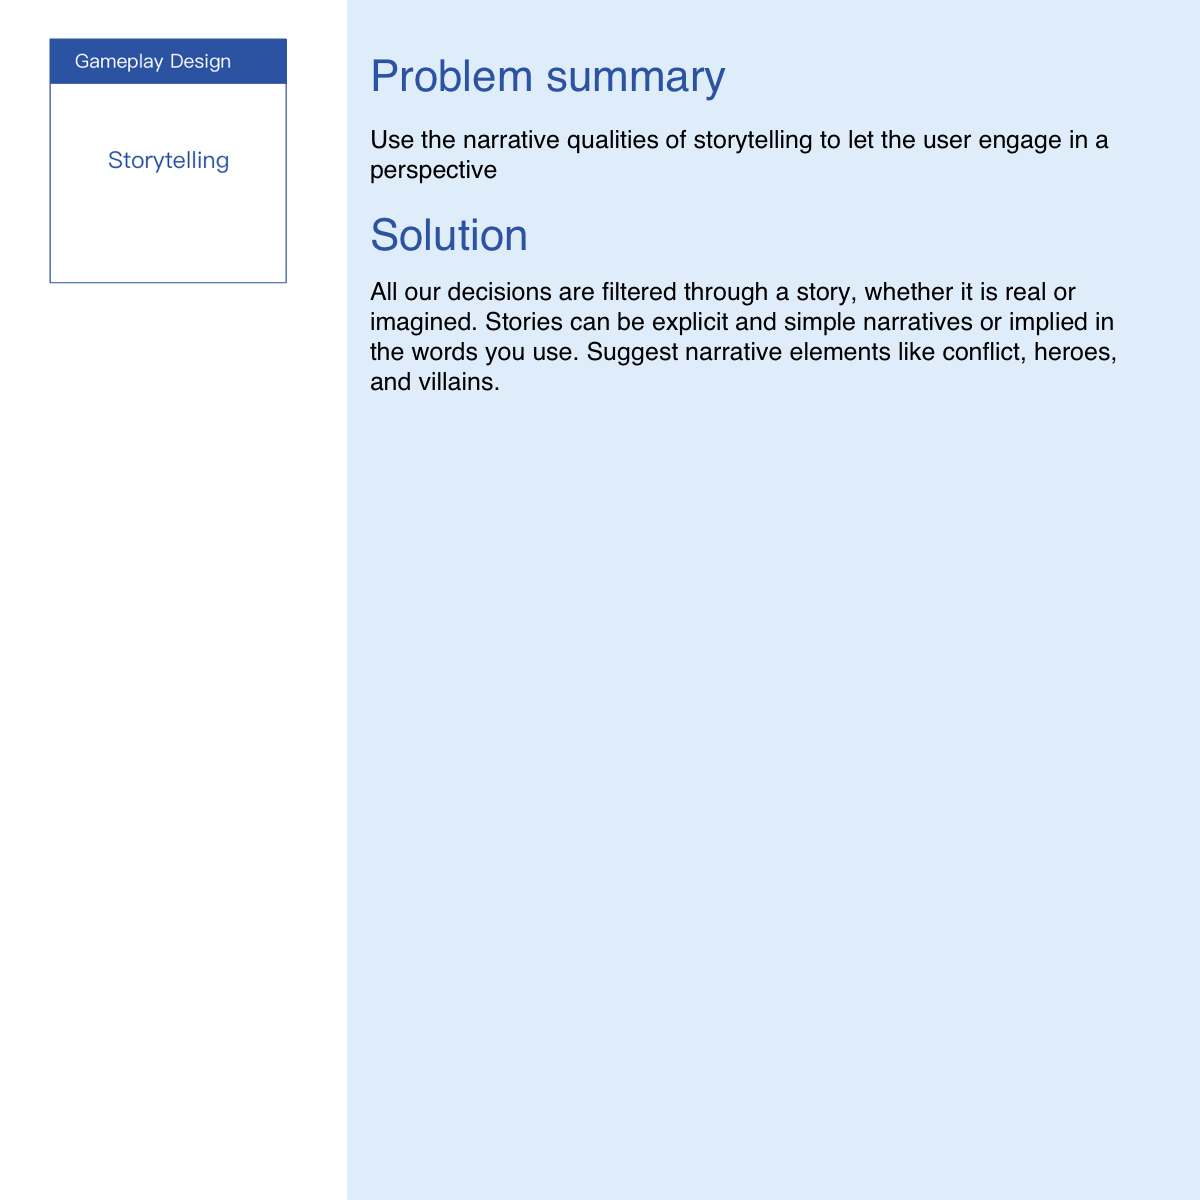 Gameplay Design
Storytelling
Problem summary
Use the narrative qualities of storytelling to let the user engage in a
perspective
Solution
All our decisions are filtered through a story, whether it is real or
imagined. Stories can be explicit and simple narratives or implied in
the words you use. Suggest narrative elements like conflict, heroes,
and villains.